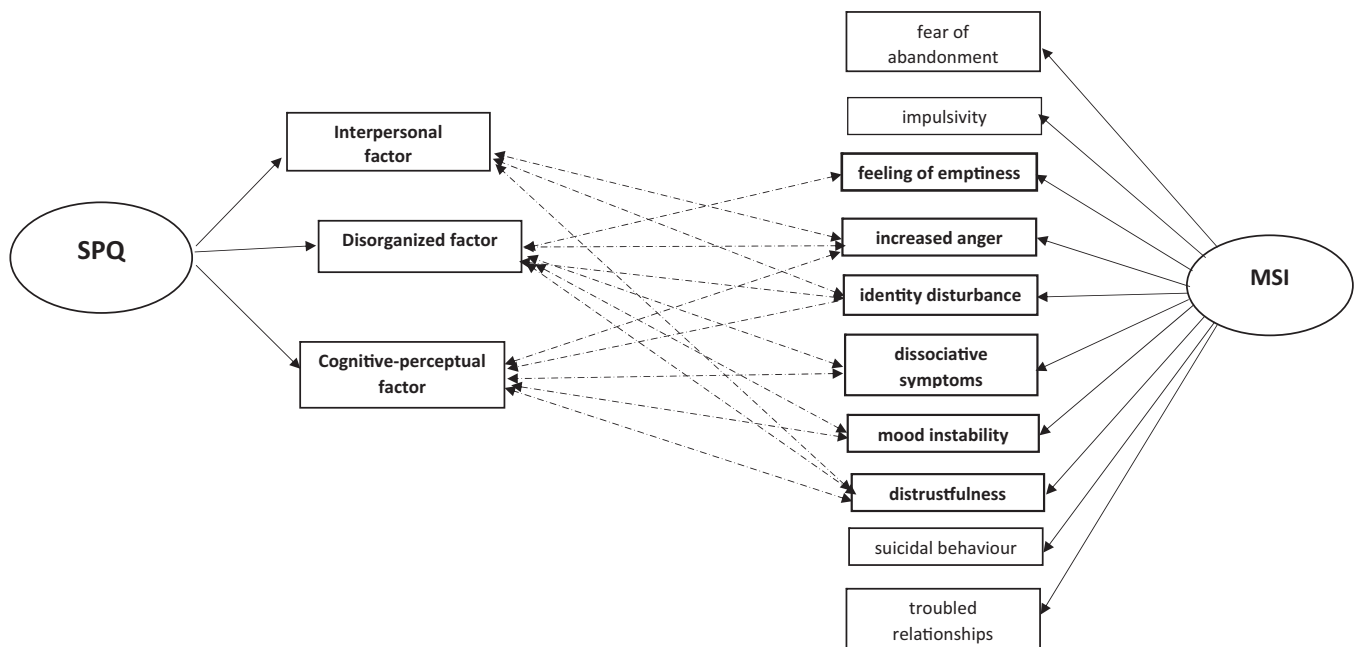 SPQ
Interpersonal
factor
Disorganized factor
Cognitive-perceptual
factor
fear of
abandonment
impulsivity
feeling of emptiness
increased anger
identity disturbance
dissociative
symptoms
mood instability
distrustfulness
suicidal behaviour
troubled
relationships
MSI